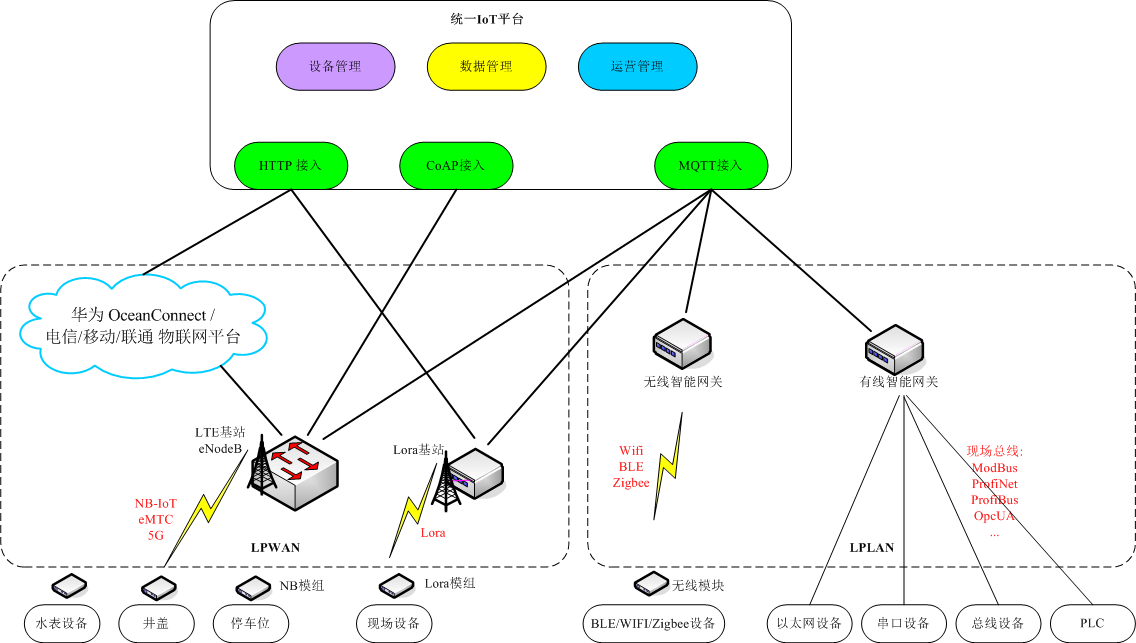 统一IoT平台
设备管理
数据管理
运营管理
HTTP 接入
CoAP接入
MQTT接入
华为 OceanConnect /
电信/移动/联通 物联网平台
无线智能网关
有线智能网关
LTE基站
eNodeB
Lora基站
Wifi
BLE
Zigbee
现场总线:
ModBus
ProfiNet
ProfiBus
OpcUA
...
NB-IoT
eMTC
5G
Lora
LPWAN
LPLAN
NB模组
Lora模组
无线模块
水表设备
井盖
停车位
现场设备
BLE/WIFI/Zigbee设备
以太网设备
串口设备
总线设备
PLC